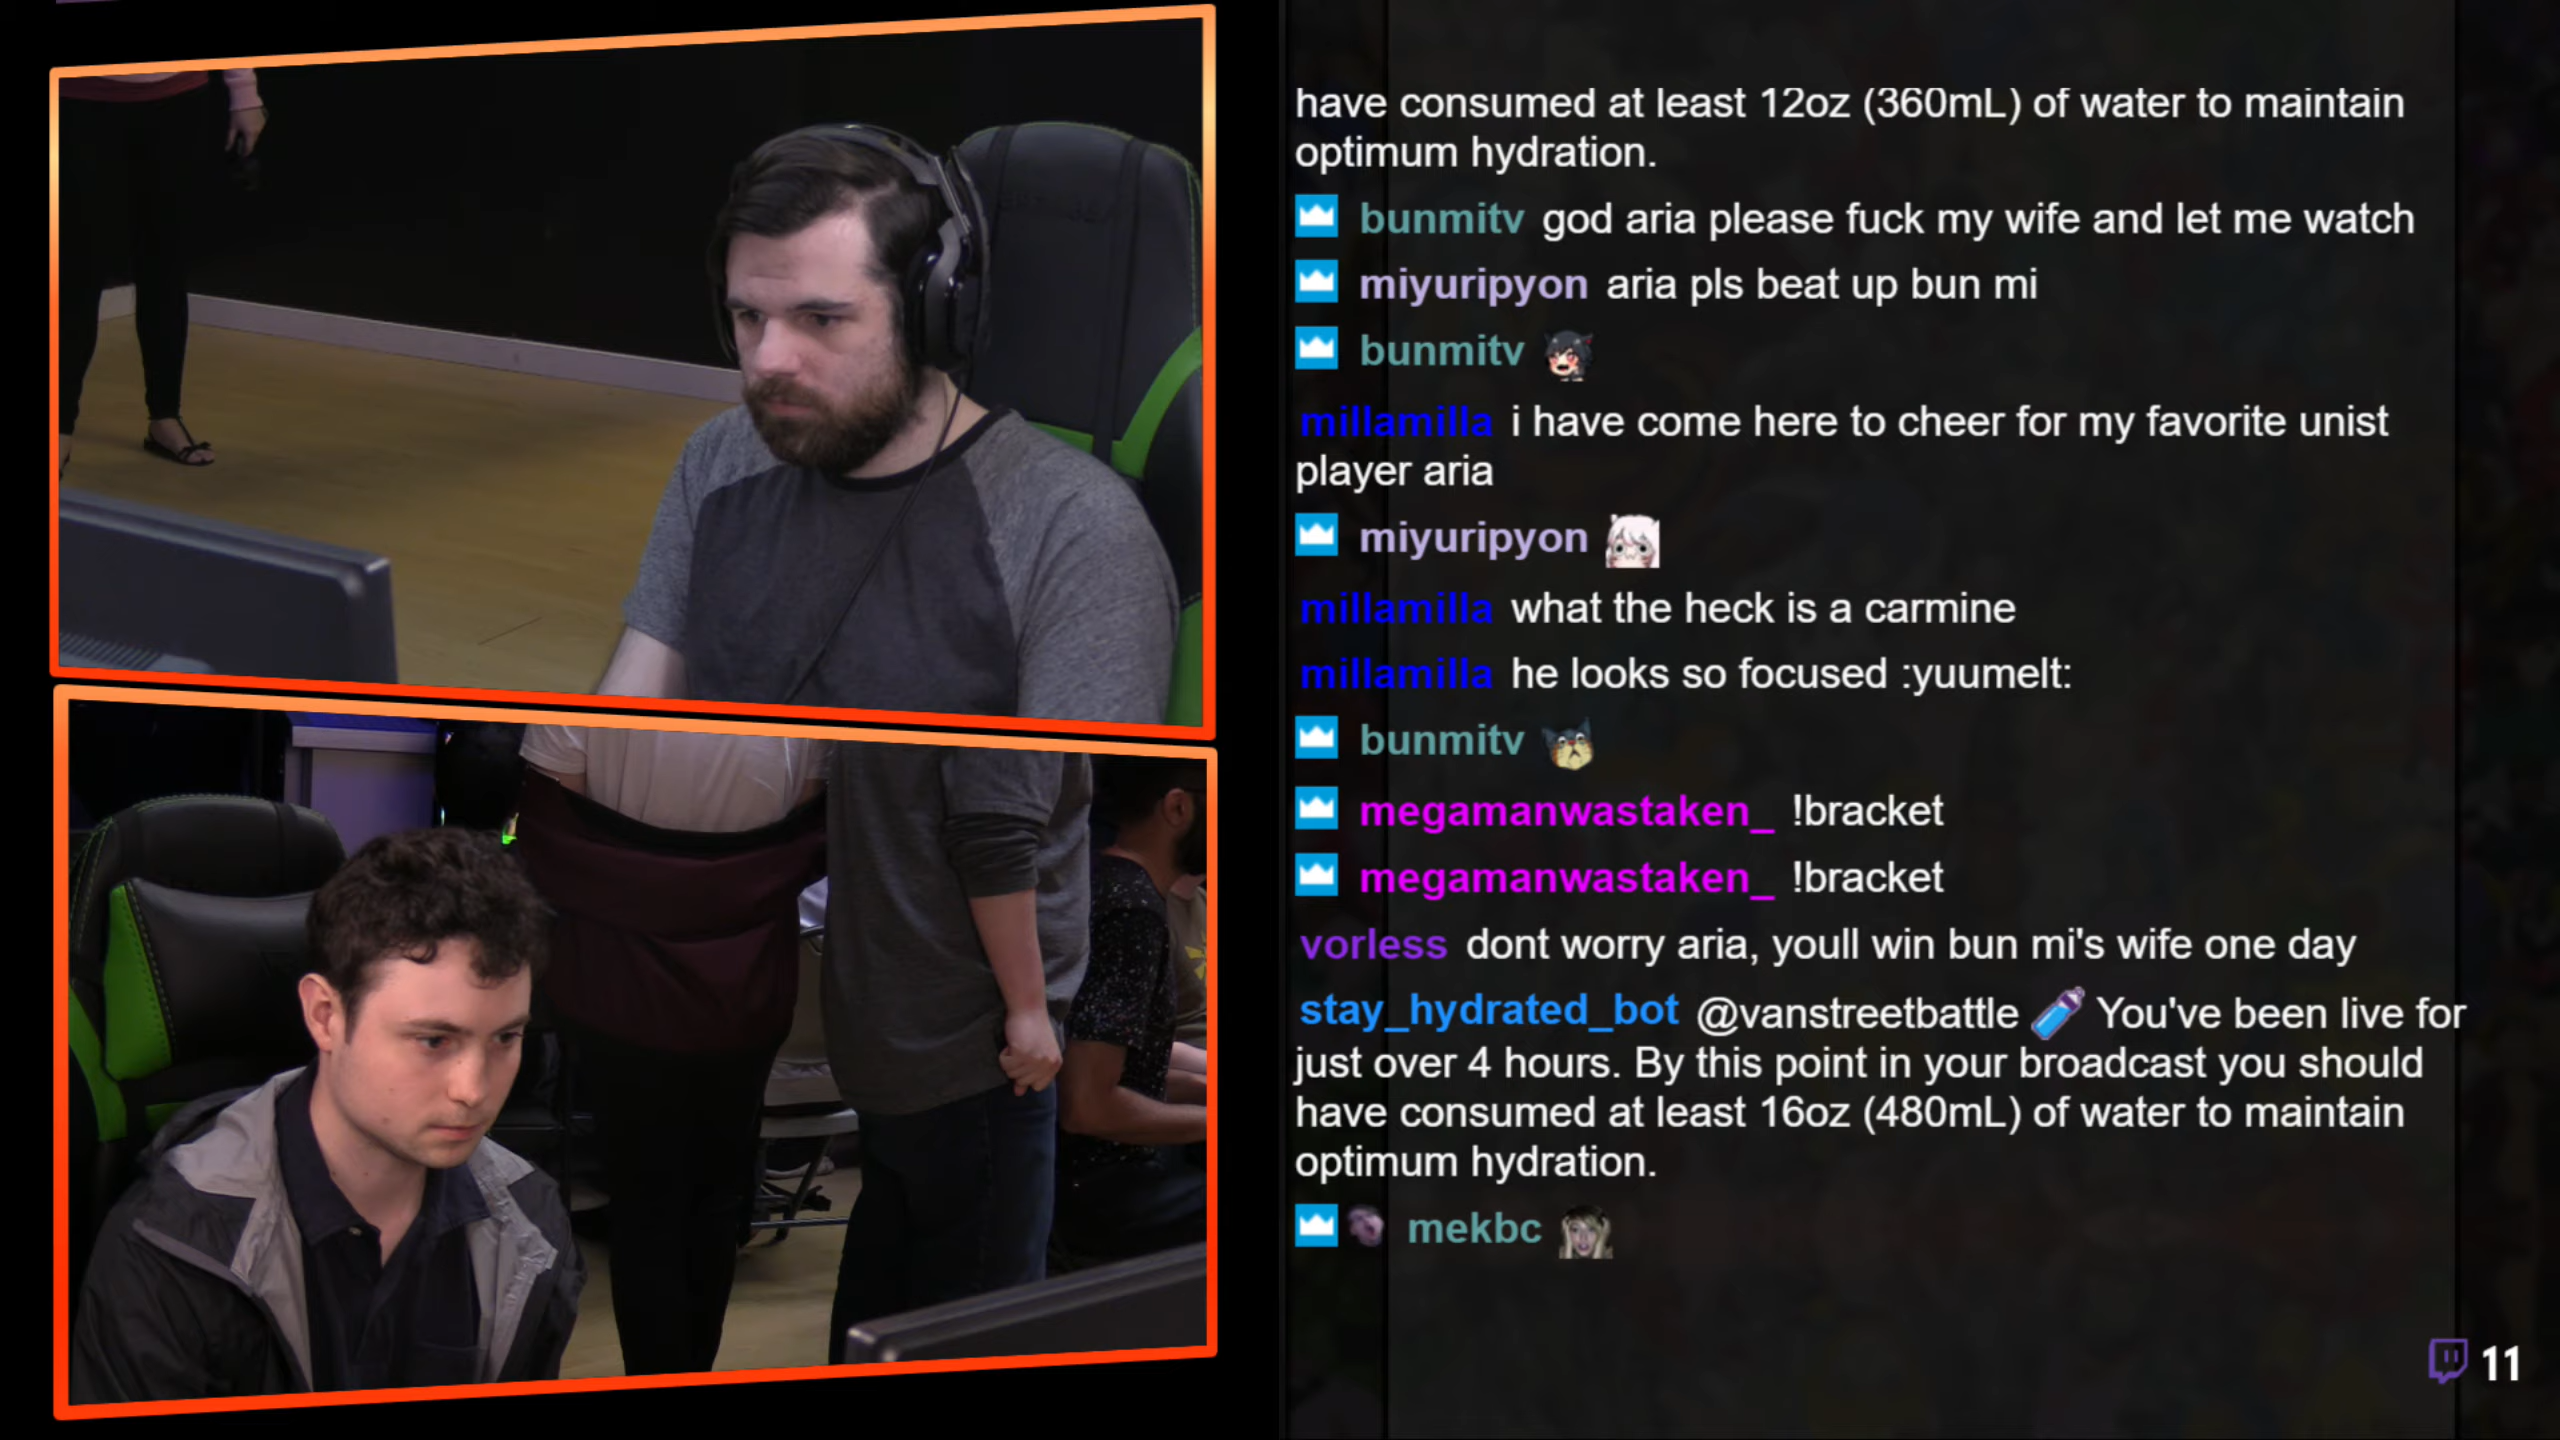 have consumed at least 12oz (360mL) of water to maintain
optimum hydration.
bunmitv god aria please fuck my wife and let me watch
miyuripyon aria pls beat up bun mi
bunmitv
millamilla i have come here to cheer for my favorite unist
player aria
miyuripyon
millamilla what the heck is a carmine
millamilla he looks so focused :yuumelt:
bunmitv
megamanwastaken_ !bracket
megamanwastaken_ !bracket
vorless dont worry aria, youll win bun mi's wife one day
stay_hydrated_bot @vanstreetbattle You've been live for
just over 4 hours. By this point in your broadcast you should
have consumed at least 16oz (480mL) of water to maintain
optimum hydration.
mekbc
11